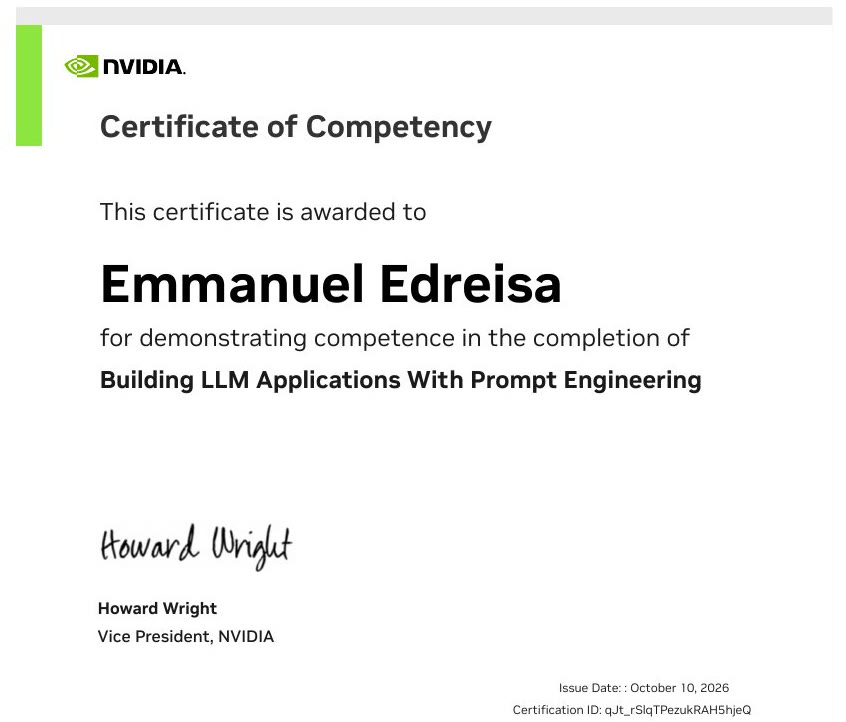 NVIDIA.
Certificate of Competency
This certificate is awarded to
Emmanuel Edreisa
for demonstrating competence in the completion of
Building LLM Applications With Prompt Engineering
Howard Wright
Howard Wright
Vice President, NVIDIA
Issue Date: : October 10, 2026
Certification ID: qJt_rSlqTPezukRAH5hjeQ